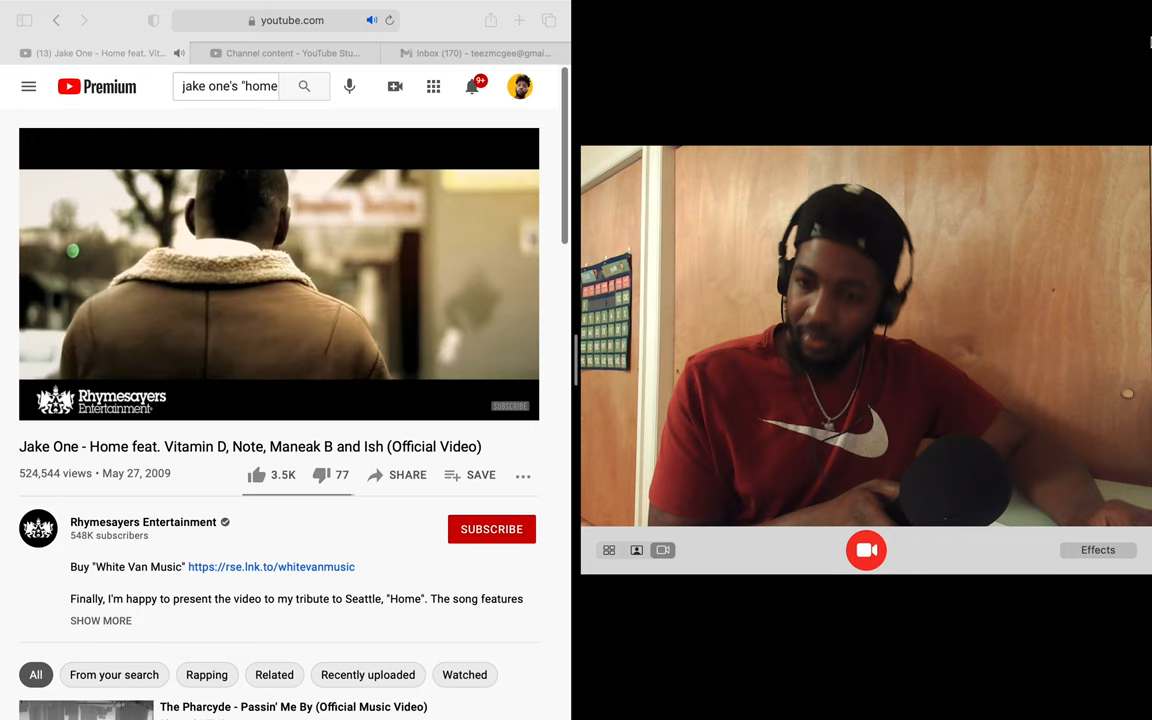 youtube.com
(13) Jake One - Home feat. Vit...
Channel content - YouTube Stu...
Inbox (170) - teezmcgee@gmai...
Premium
jake one's "home
9+
Rhymesayers
Entertainment
SUBSCRIBE
Jake One - Home feat. Vitamin D, Note, Maneak B and Ish (Official Video)
524,544 views • May 27, 2009
3.5K
77
SHARE
SAVE
Rhymesayers Entertainment
548K subscribers
SUBSCRIBE
Buy "White Van Music" https://rse.lnk.to/whitevanmusic
Finally, I'm happy to present the video to my tribute to Seattle, "Home". The song features
SHOW MORE
All
From your search
Rapping
Related
Recently uploaded
Watched
The Pharcyde - Passin' Me By (Official Music Video)
Effects